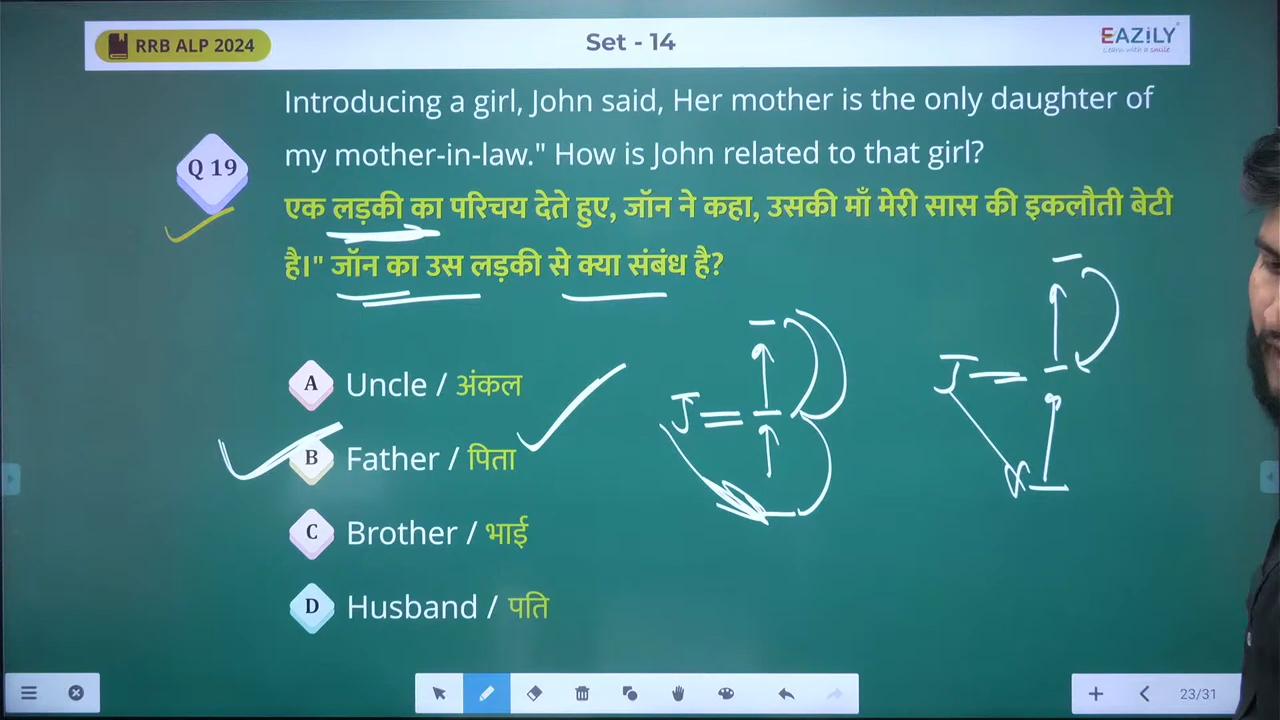 RRB ALP 2024
Set - 14
EAZILY
Learn with a smile
Q 19
Introducing a girl, John said, Her mother is the only daughter of
my mother-in-law." How is John related to that girl?
एक लड़की का परिचय देते हुए, जॉन ने कहा, उसकी माँ मेरी सास की इकलौती बेटी
है।" जॉन का उस लड़की से क्या संबंध है?
A Uncle / अंकल
B Father / पिता
C Brother / भाई
D Husband / पति
J
J
23/31